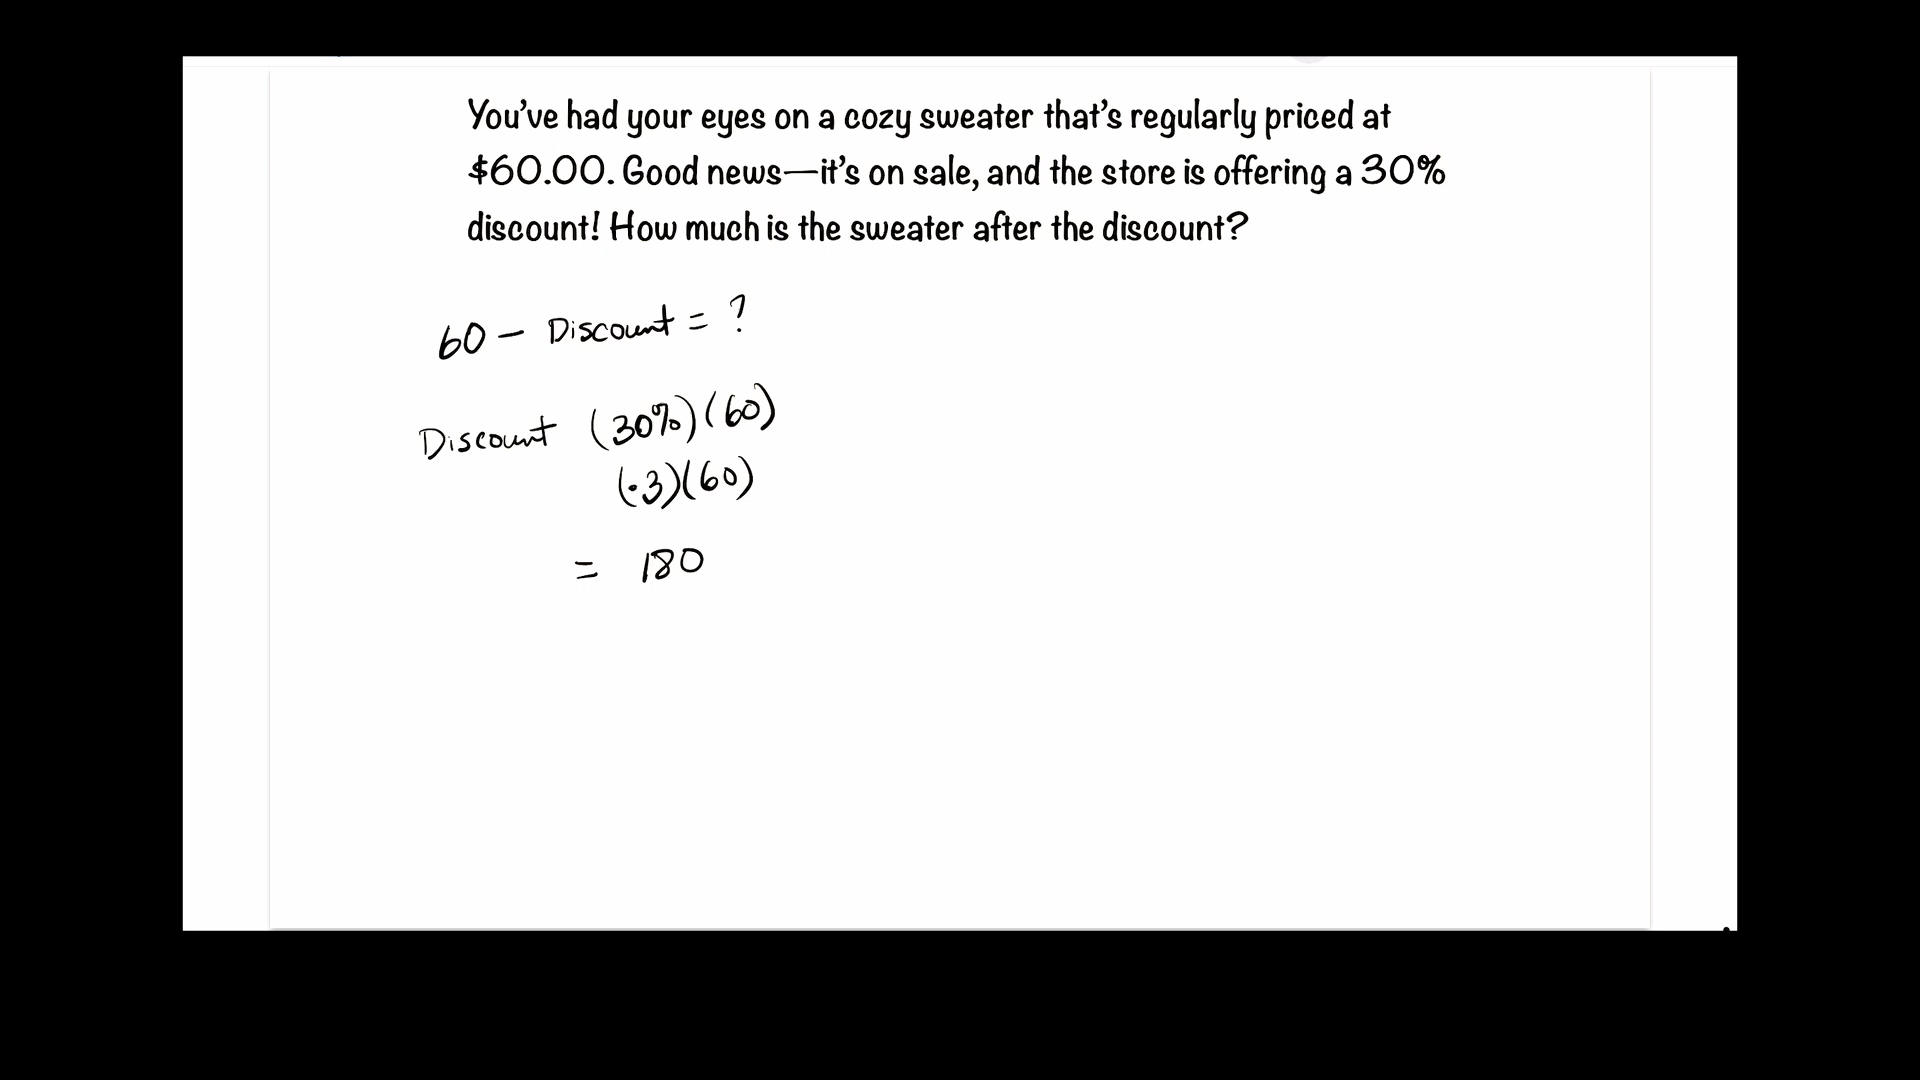 You've had your eyes on a cozy sweater that's regularly priced at
$60.00. Good news—it's on sale, and the store is offering a 30%
discount! How much is the sweater after the discount?
60 - Discount = ?
Discount (30%)(60)
(.3)(60)
= 180